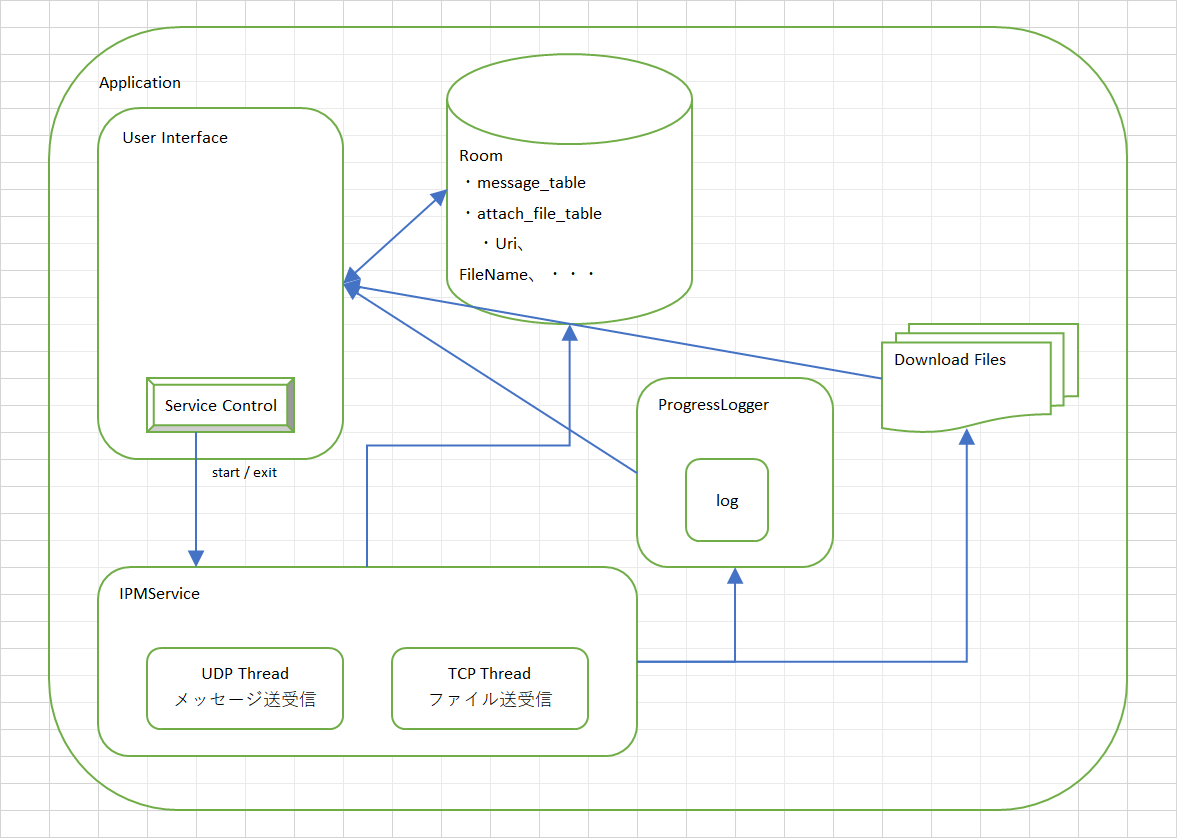 Application
User Interface
Room
・message_table
・attach_file_table
・Uri、
FileName、・・・
Service Control
start / exit
Download Files
ProgressLogger
log
IPMService
UDP Thread
メッセージ送受信
TCP Thread
ファイル送受信